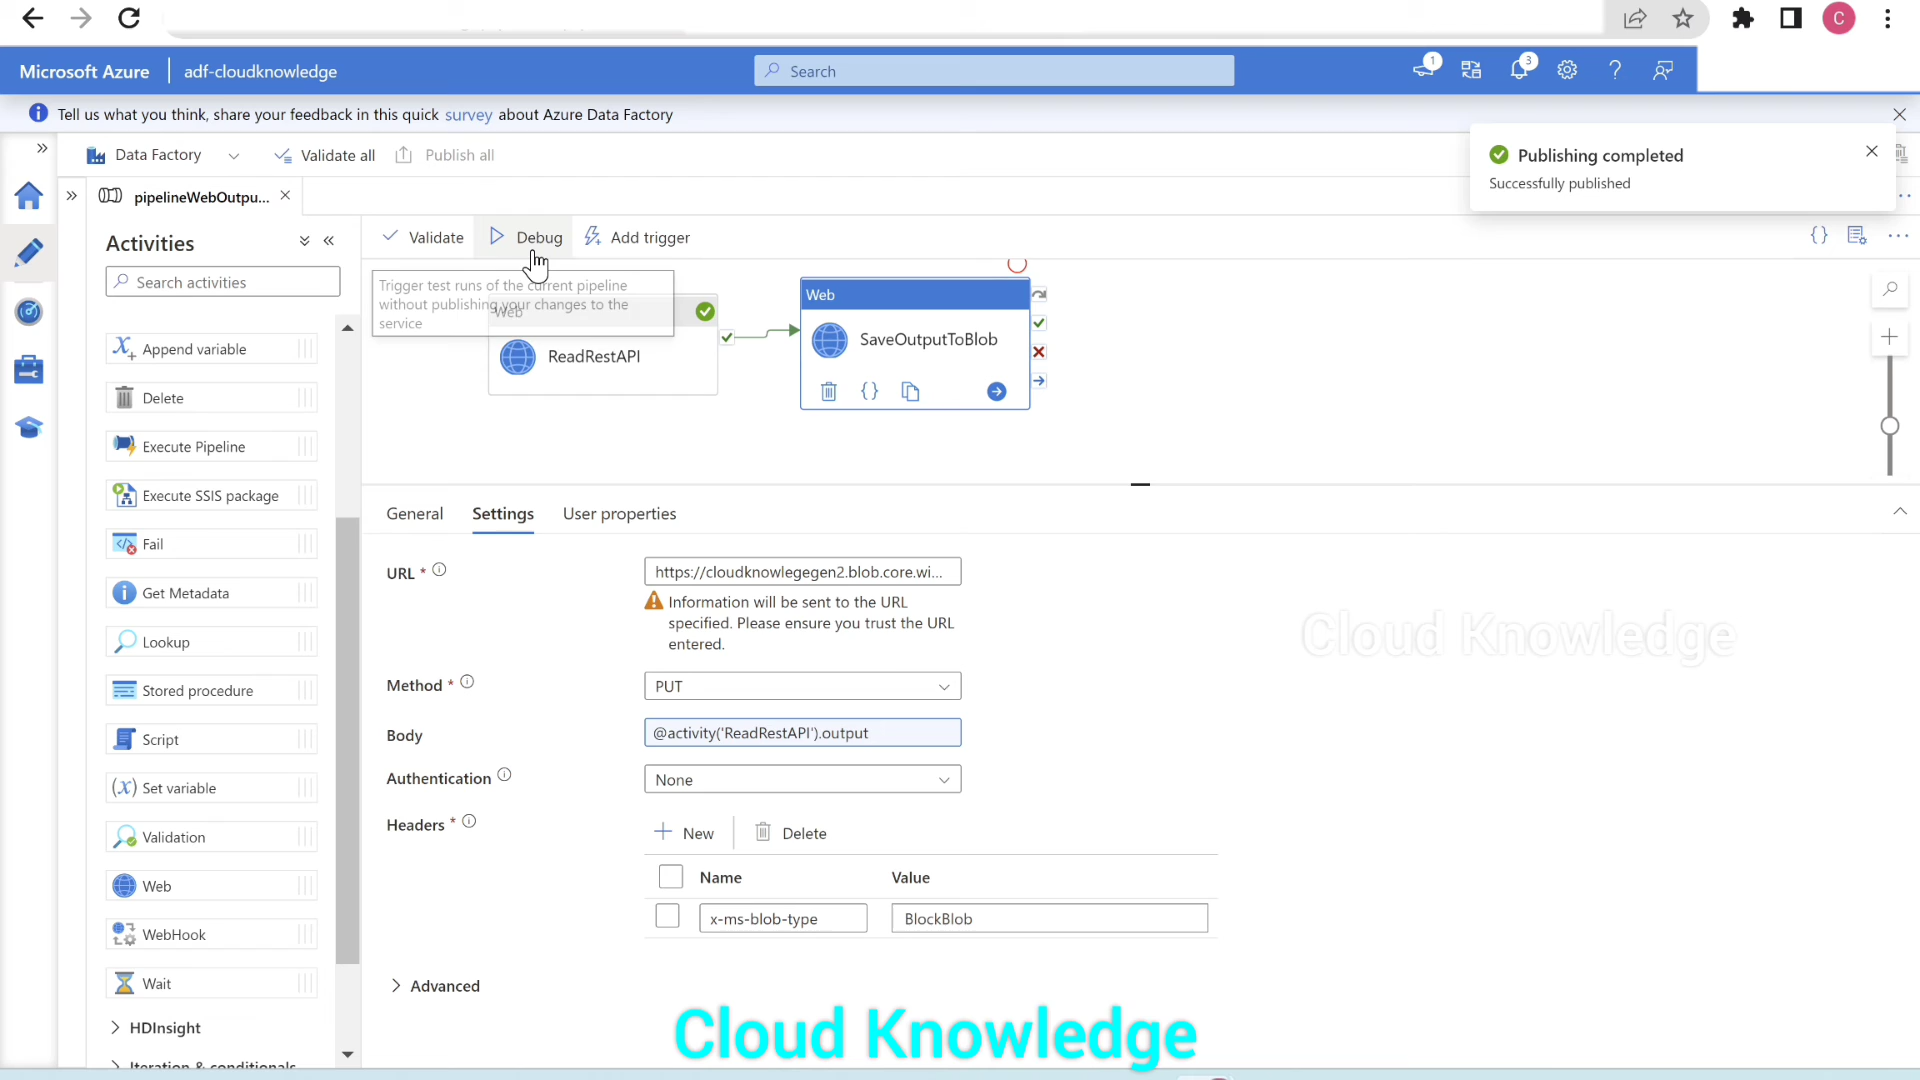 C
Microsoft Azure
adf-cloudknowledge
Search
1
3
Tell us what you think, share your feedback in this quick survey about Azure Data Factory
Data Factory
Validate all
Publish all
Publishing completed
Successfully published
pipelineWebOutpu...
Activities
Search activities
Append variable
Delete
Execute Pipeline
Execute SSIS package
Fail
Get Metadata
Lookup
Stored procedure
Script
Set variable
Validation
Web
WebHook
Wait
HDInsight
Iteration & conditionals
Validate
Debug
Add trigger
Trigger test runs of the current pipeline
without publishing your changes to the
service
Web
ReadRestAPI
Web
SaveOutputToBlob
General
Settings
User properties
URL *
https://cloudknowlegegen2.blob.core.wi...
Information will be sent to the URL
specified. Please ensure you trust the URL
entered.
Method *
PUT
Body
@activity('ReadRestAPI').output
Authentication
None
Headers *
New
Delete
Name
Value
x-ms-blob-type
BlockBlob
Advanced
Cloud Knowledge
Cloud Knowledge